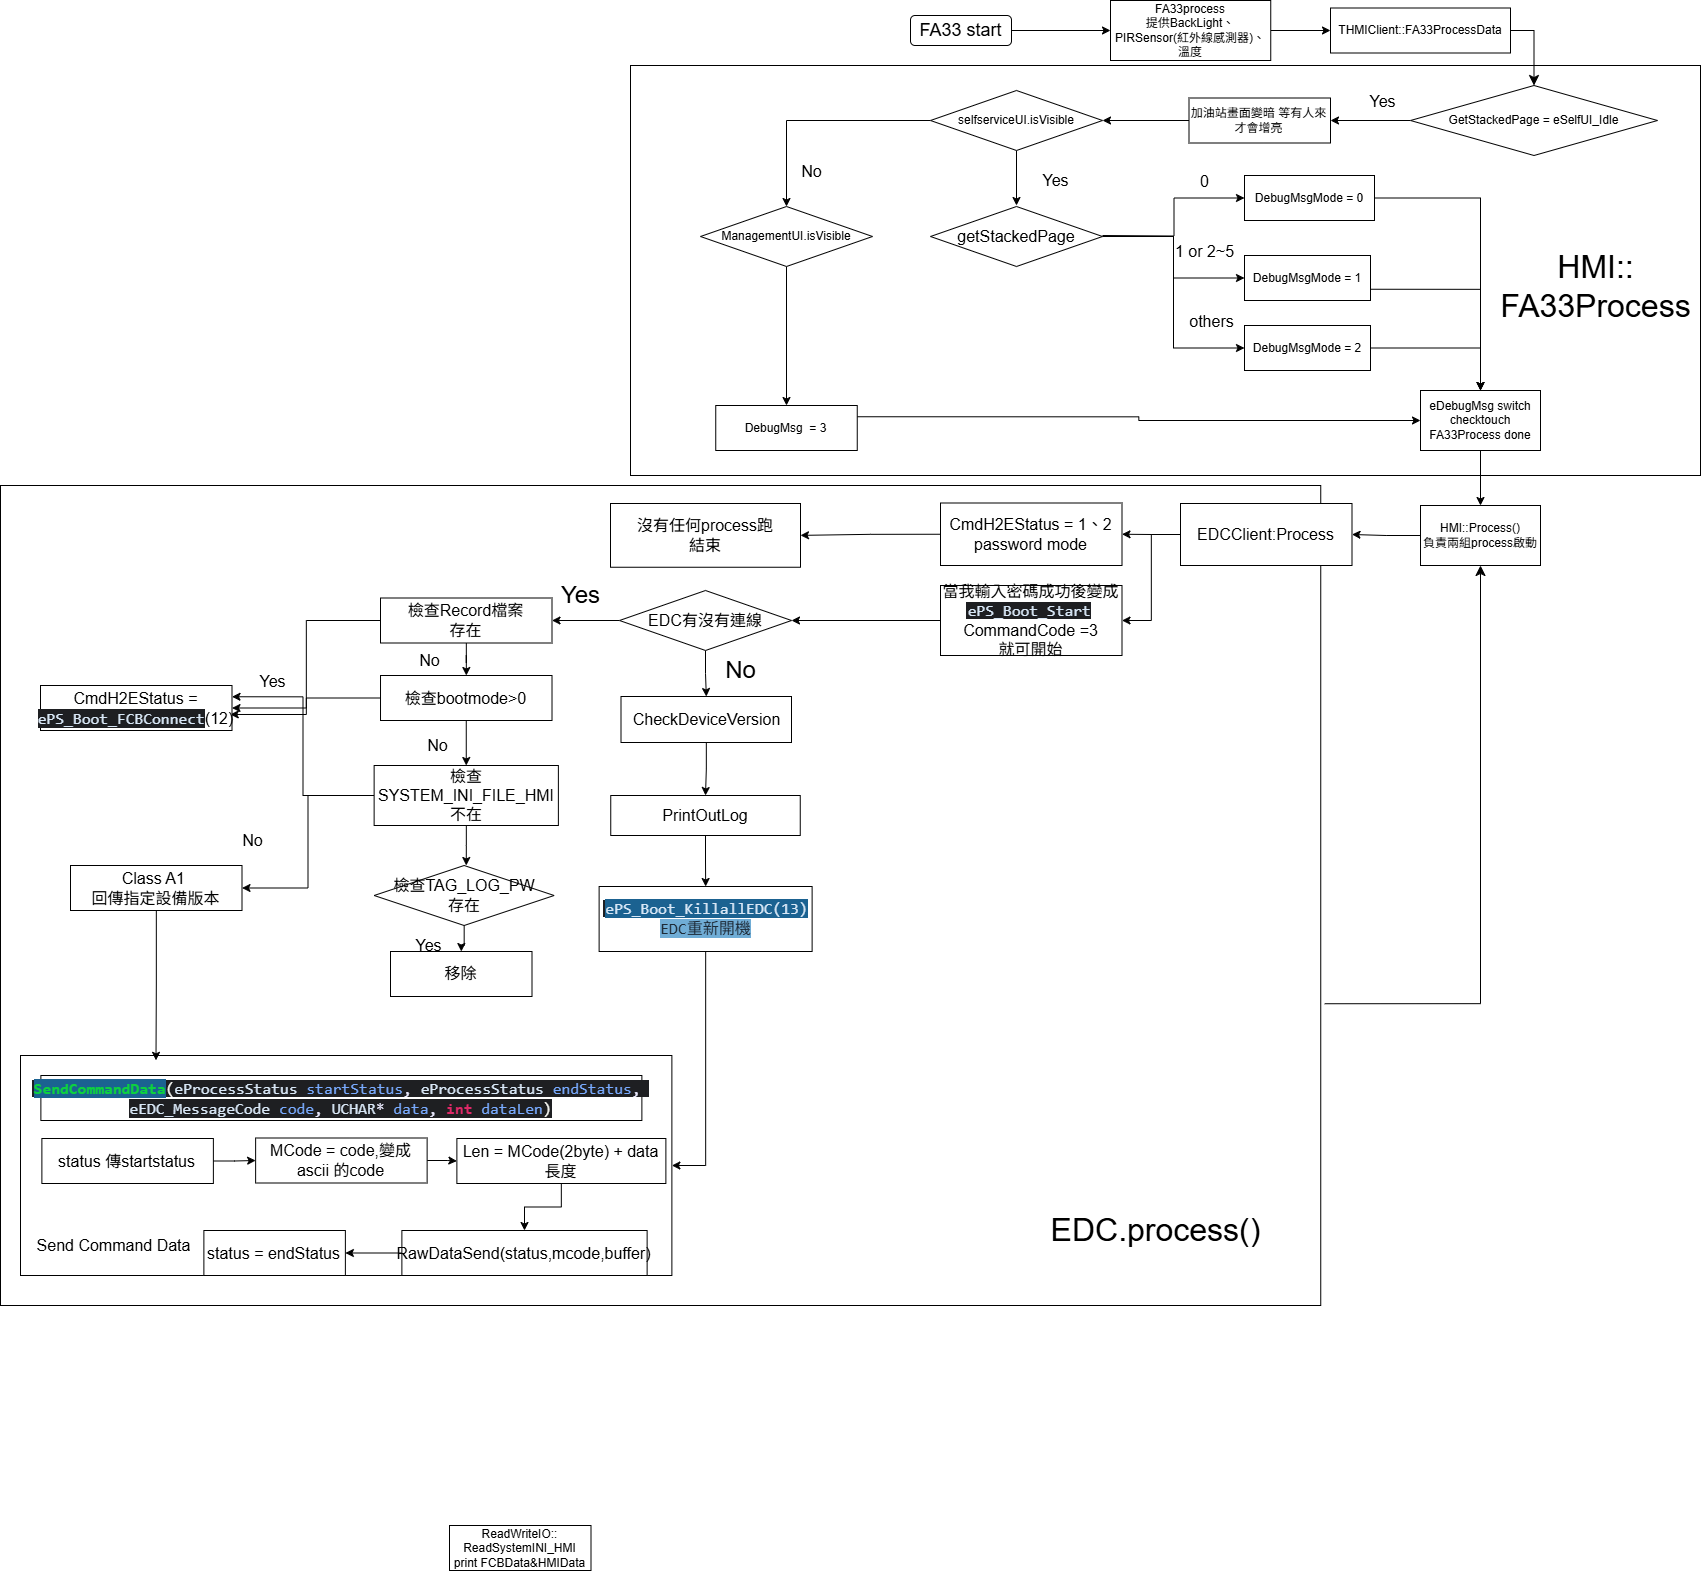 FA33 start
FA33process
提供BackLight、
PIRSensor(紅外線感測器)、
溫度
THMIClient::FA33ProcessData
GetStackedPage = eSelfUI_Idle
Yes
加油站畫面變暗 等有人來
才會增亮
selfserviceUI.isVisible
No
Yes
ManagementUI.isVisible
getStackedPage
0
DebugMsgMode = 0
1 or 2~5
DebugMsgMode = 1
others
DebugMsgMode = 2
HMI::
FA33Process
DebugMsg  = 3
eDebugMsg switch
checktouch
FA33Process done
HMI::Process()
負責兩組process啟動
EDCClient:Process
CmdH2EStatus = 1、2
password mode
沒有任何process跑
結束
當我輸入密碼成功後變成
ePS_Boot_Start
CommandCode =3
就可開始
EDC有沒有連線
Yes
No
檢查Record檔案
存在
No
檢查bootmode>0
Yes
CmdH2EStatus =
ePS_Boot_FCBConnect(12)
No
檢查
SYSTEM_INI_FILE_HMI
不在
No
Class A1
回傳指定設備版本
檢查TAG_LOG_PW
存在
Yes
移除
CheckDeviceVersion
PrintOutLog
ePS_Boot_KillallEDC(13)
EDC重新開機
SendCommandData(eProcessStatus startStatus, eProcessStatus endStatus,
eEDC_MessageCode code, UCHAR* data, int dataLen)
status 傳startstatus
MCode = code,變成
ascii 的code
Len = MCode(2byte) + data
長度
Send Command Data
status = endStatus
RawDataSend(status,mcode,buffer)
EDC.process()
ReadWriteIO::
ReadSystemINI_HMI
print FCBData&HMIData